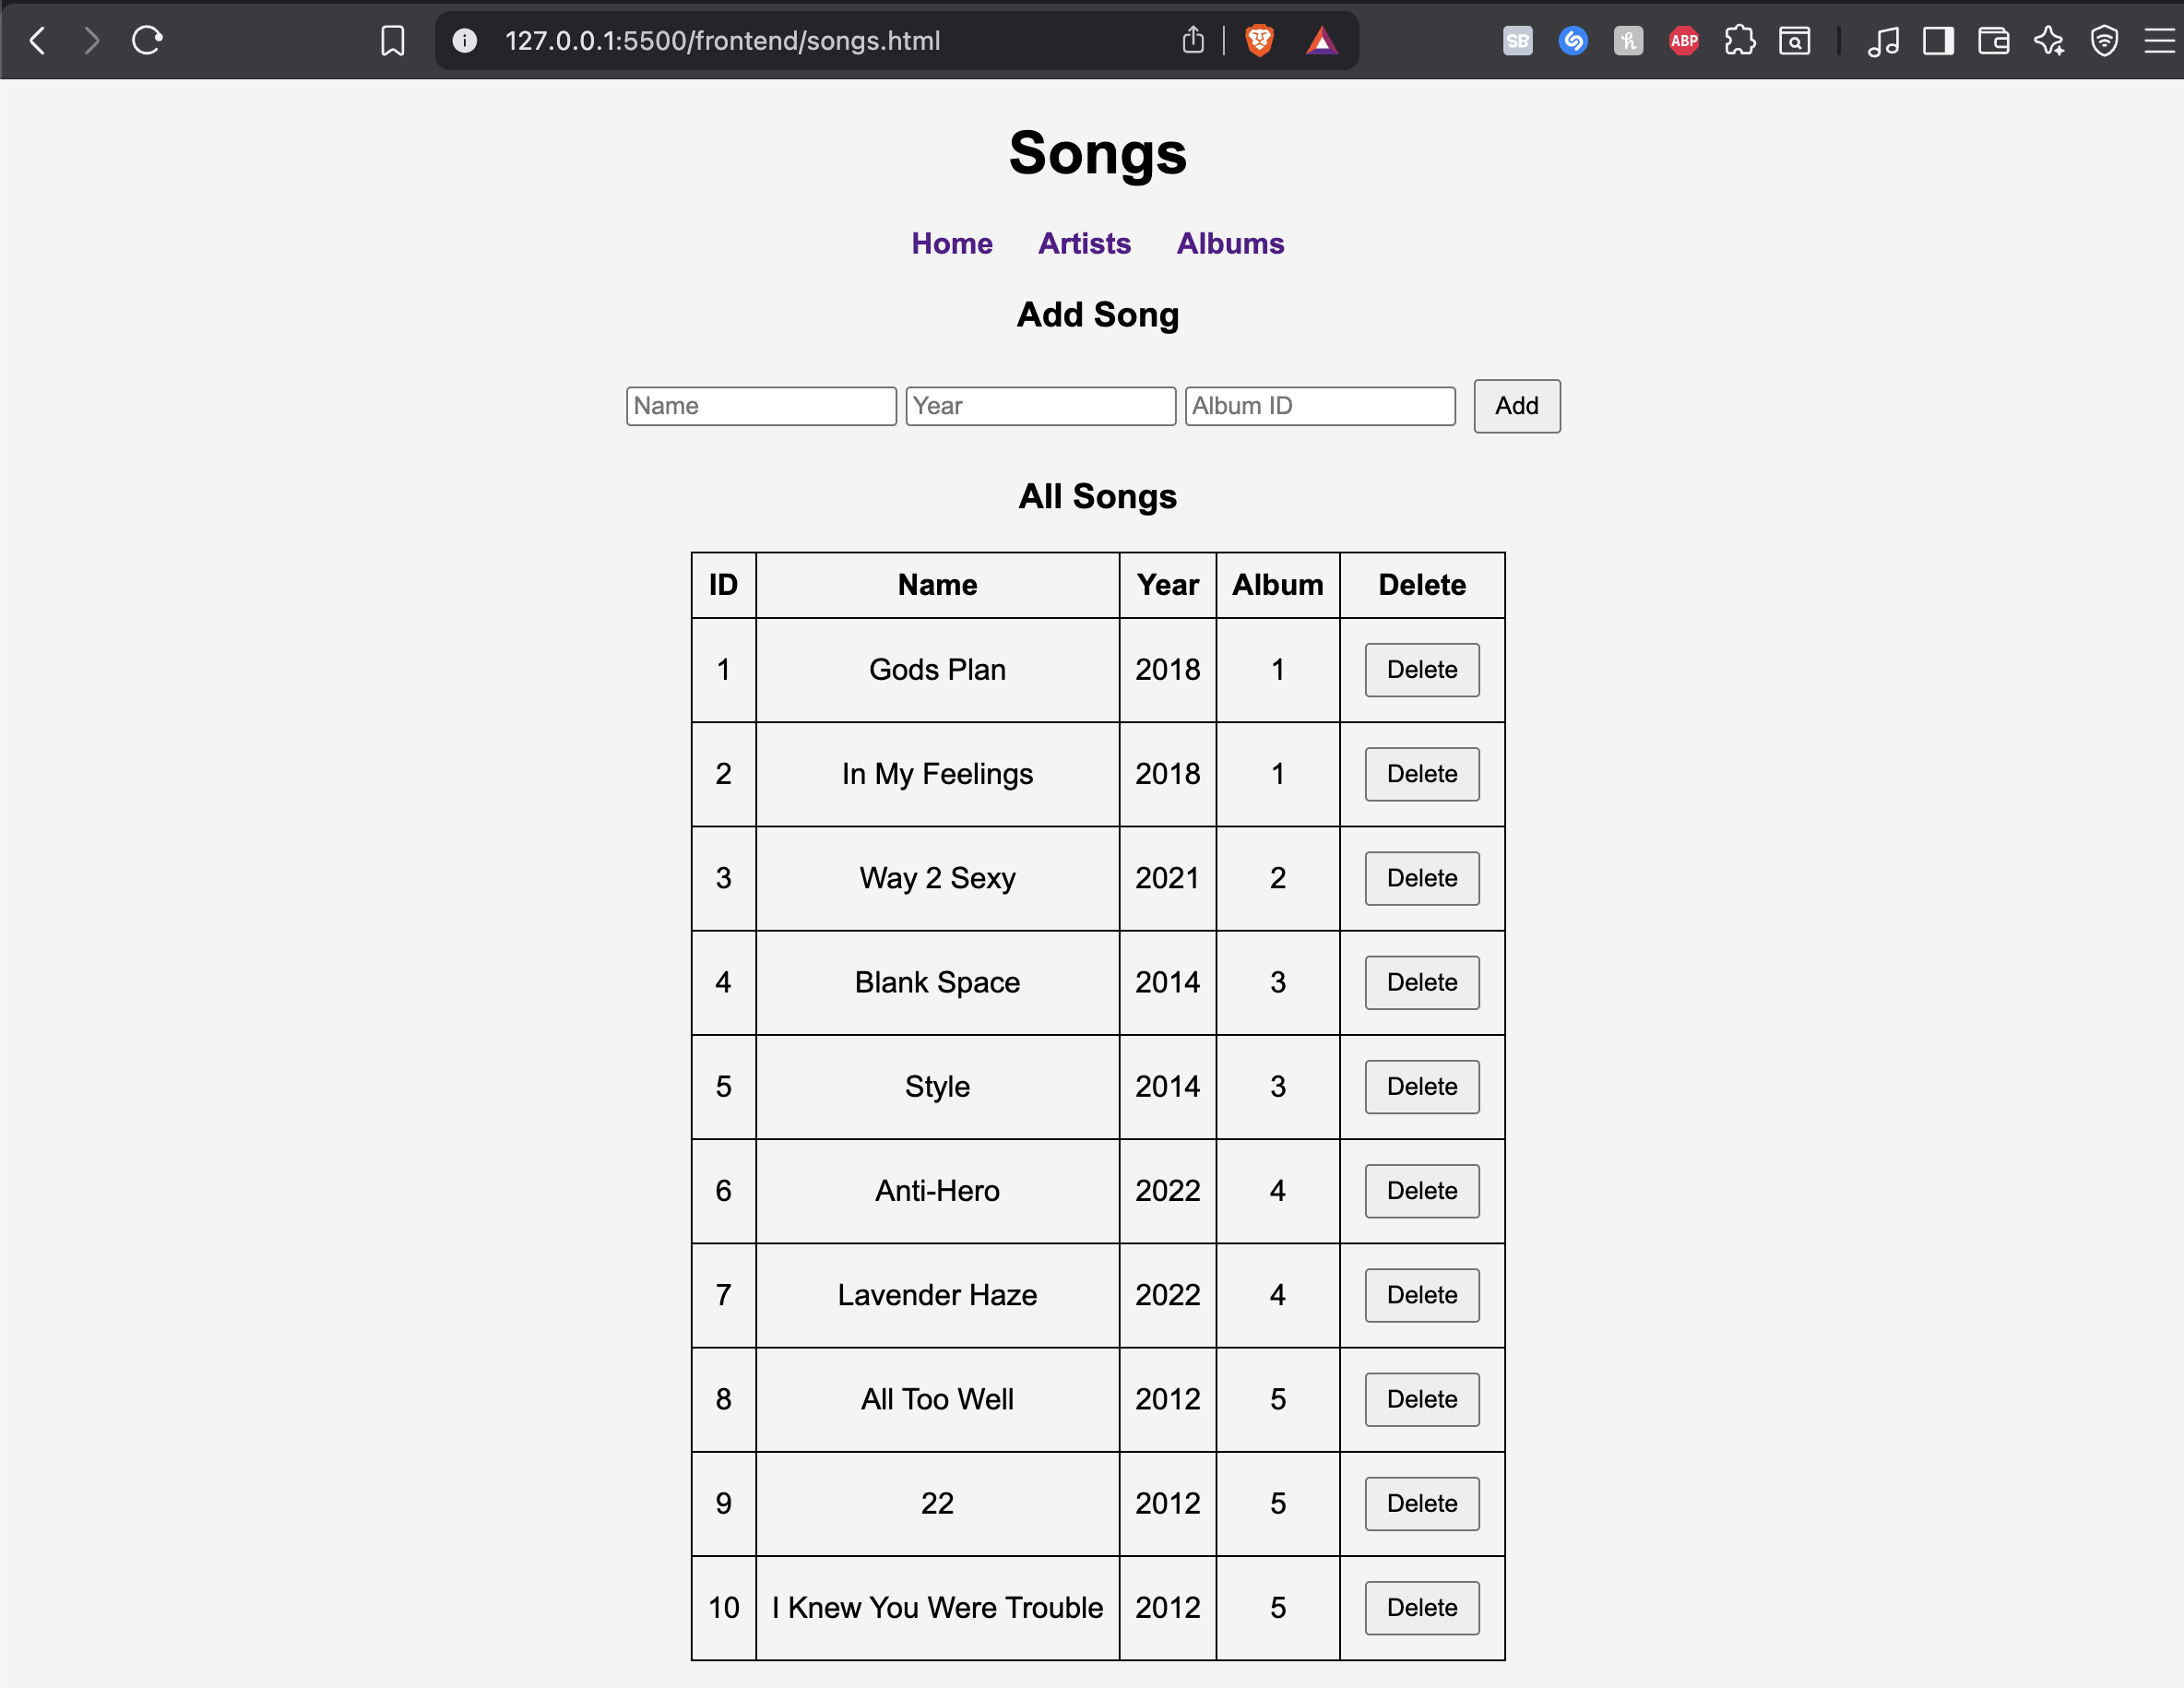 127.0.0.1:5500/frontend/songs.html
SB
h
ABP
Songs
Home Artists Albums
Add Song
Name Year Album ID Add
All Songs
ID Name Year Album Delete
1 Gods Plan 2018 1 Delete
2 In My Feelings 2018 1 Delete
3 Way 2 Sexy 2021 2 Delete
4 Blank Space 2014 3 Delete
5 Style 2014 3 Delete
6 Anti-Hero 2022 4 Delete
7 Lavender Haze 2022 4 Delete
8 All Too Well 2012 5 Delete
9 22 2012 5 Delete
10 I Knew You Were Trouble 2012 5 Delete